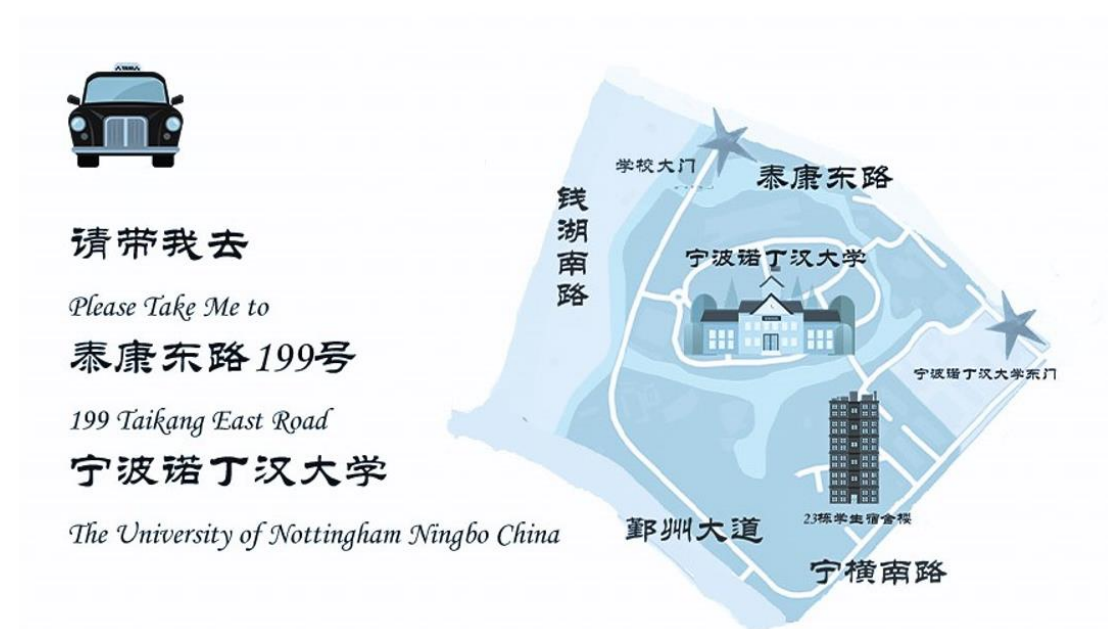 请带我去
Please Take Me to
泰康东路199号
199 Taikang East Road
宁波诺丁汉大学
The University of Nottingham Ningbo China
学校大门
泰康东路
钱湖南路
宁波诺丁汉大学
宁波诺丁汉大学东门
23栋学生宿舍楼
鄞州大道
宁横南路